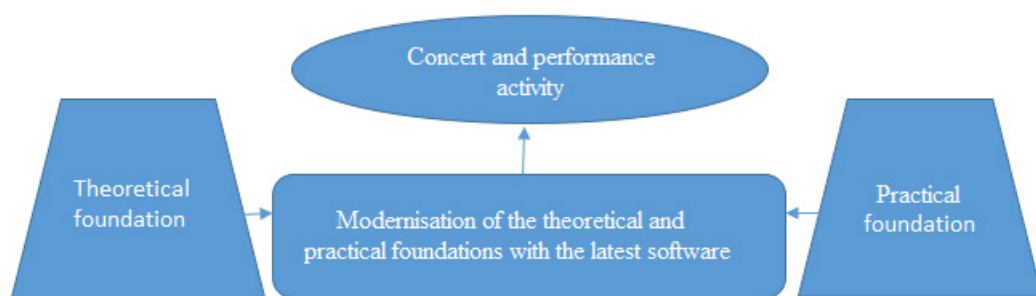 Concert and performance
activity
Theoretical
foundation
Modernisation of the theoretical and
practical foundations with the latest software
Practical
foundation